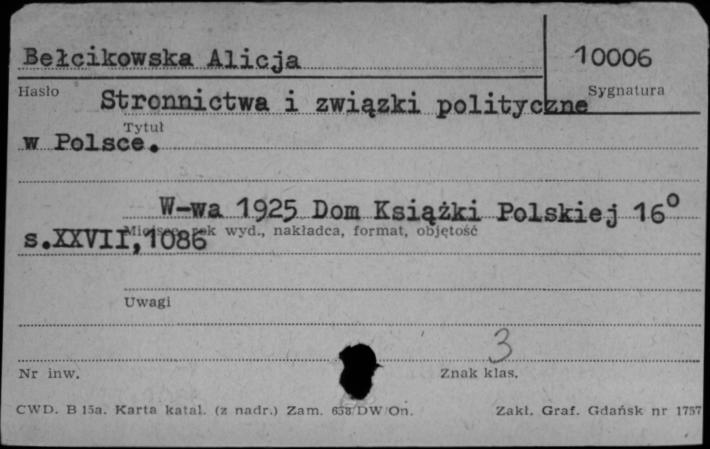 Bełcikowska Alicja
10006
Hasło
Sygnatura
Stronnictwa i związki polityczne
Tytuł
w Polsce.
W-wa 1925 Dom Książki Polskiej 16°
s.XXVII,1086
Miejsce, rok wyd., nakładca, format, objętość
Uwagi
3
Nr inw.
Znak klas.
CWD. B 15a. Karta katal. (z nadr.) Zam. 658/DW/On.
Zakł. Graf. Gdańsk nr 1757